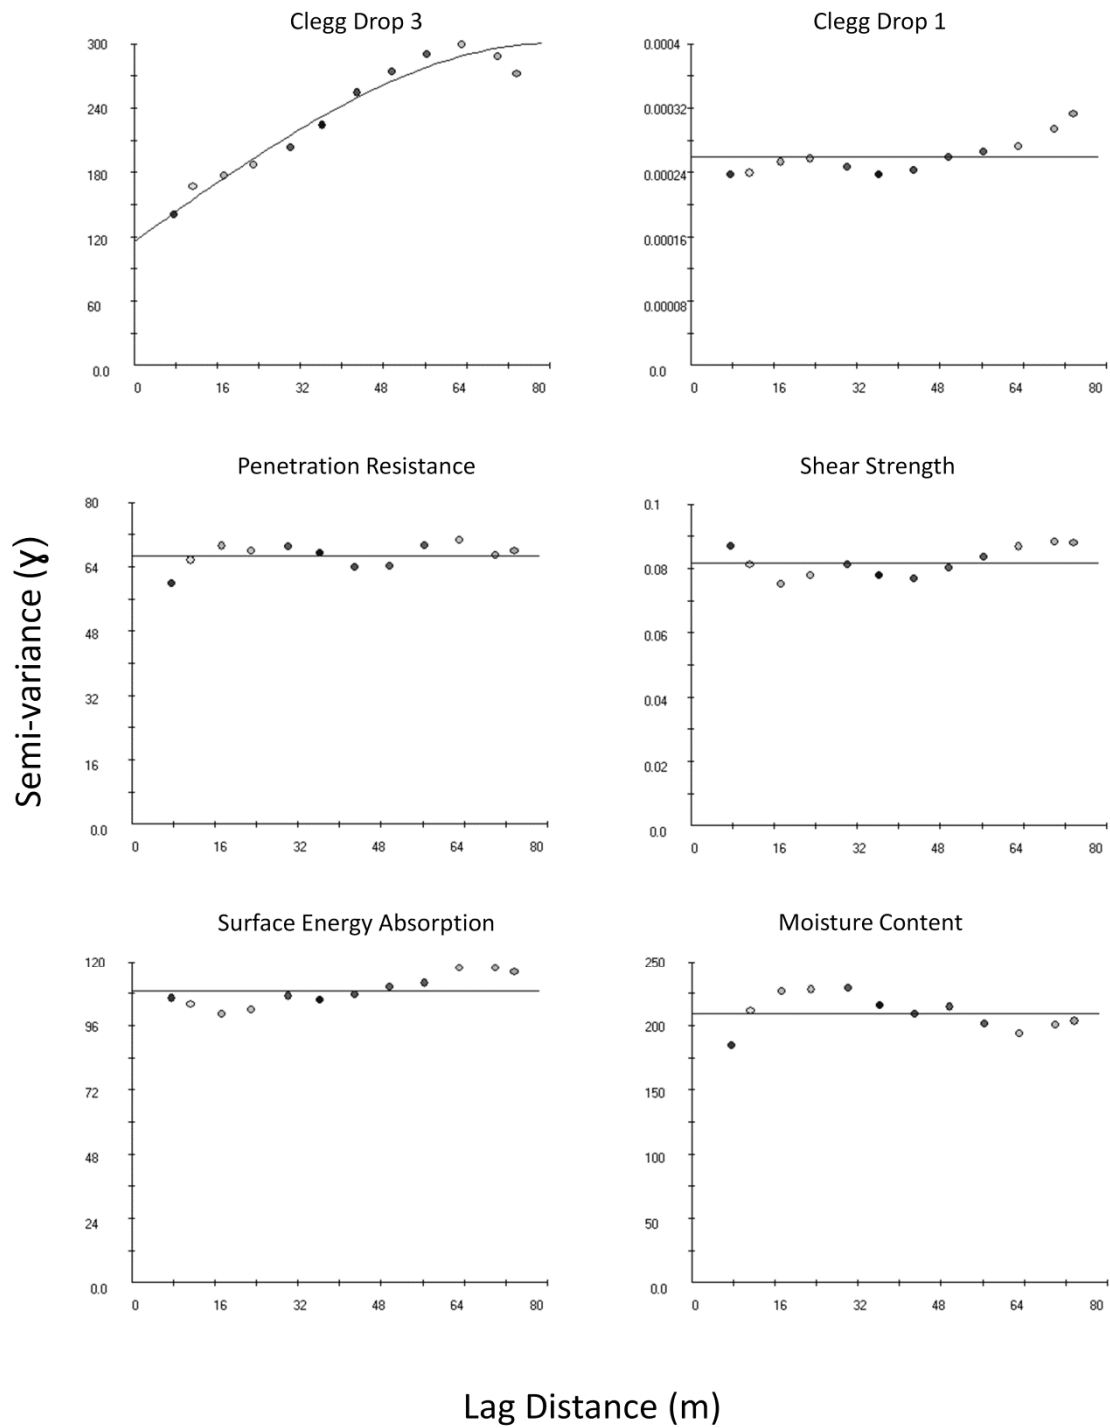 Clegg Drop 3
300
240
180
120
60
0.0
0 16 32 48 64 80
Clegg Drop 1
0.0004
0.00032
0.00024
0.00016
0.00008
0.0
0 16 32 48 64 80
Penetration Resistance
80
64
48
32
16
0.0
0 16 32 48 64 80
Shear Strength
0.1
0.08
0.06
0.04
0.02
0.0
0 16 32 48 64 80
Semi-variance (ɣ)
Surface Energy Absorption
120
96
72
48
24
0.0
0 16 32 48 64 80
Moisture Content
250
200
150
100
50
0.0
0 16 32 48 64 80
Lag Distance (m)